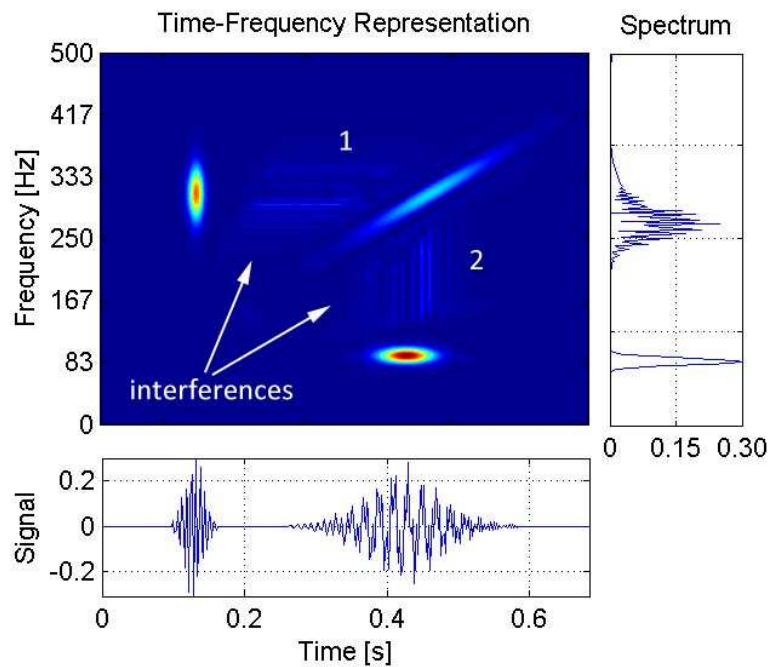 Time-Frequency Representation
Spectrum
Frequency [Hz]
500
417
333
250
167
83
0
1
2
interferences
0 0.15 0.30
Signal
0.2
0
-0.2
0 0.2 0.4 0.6
Time [s]